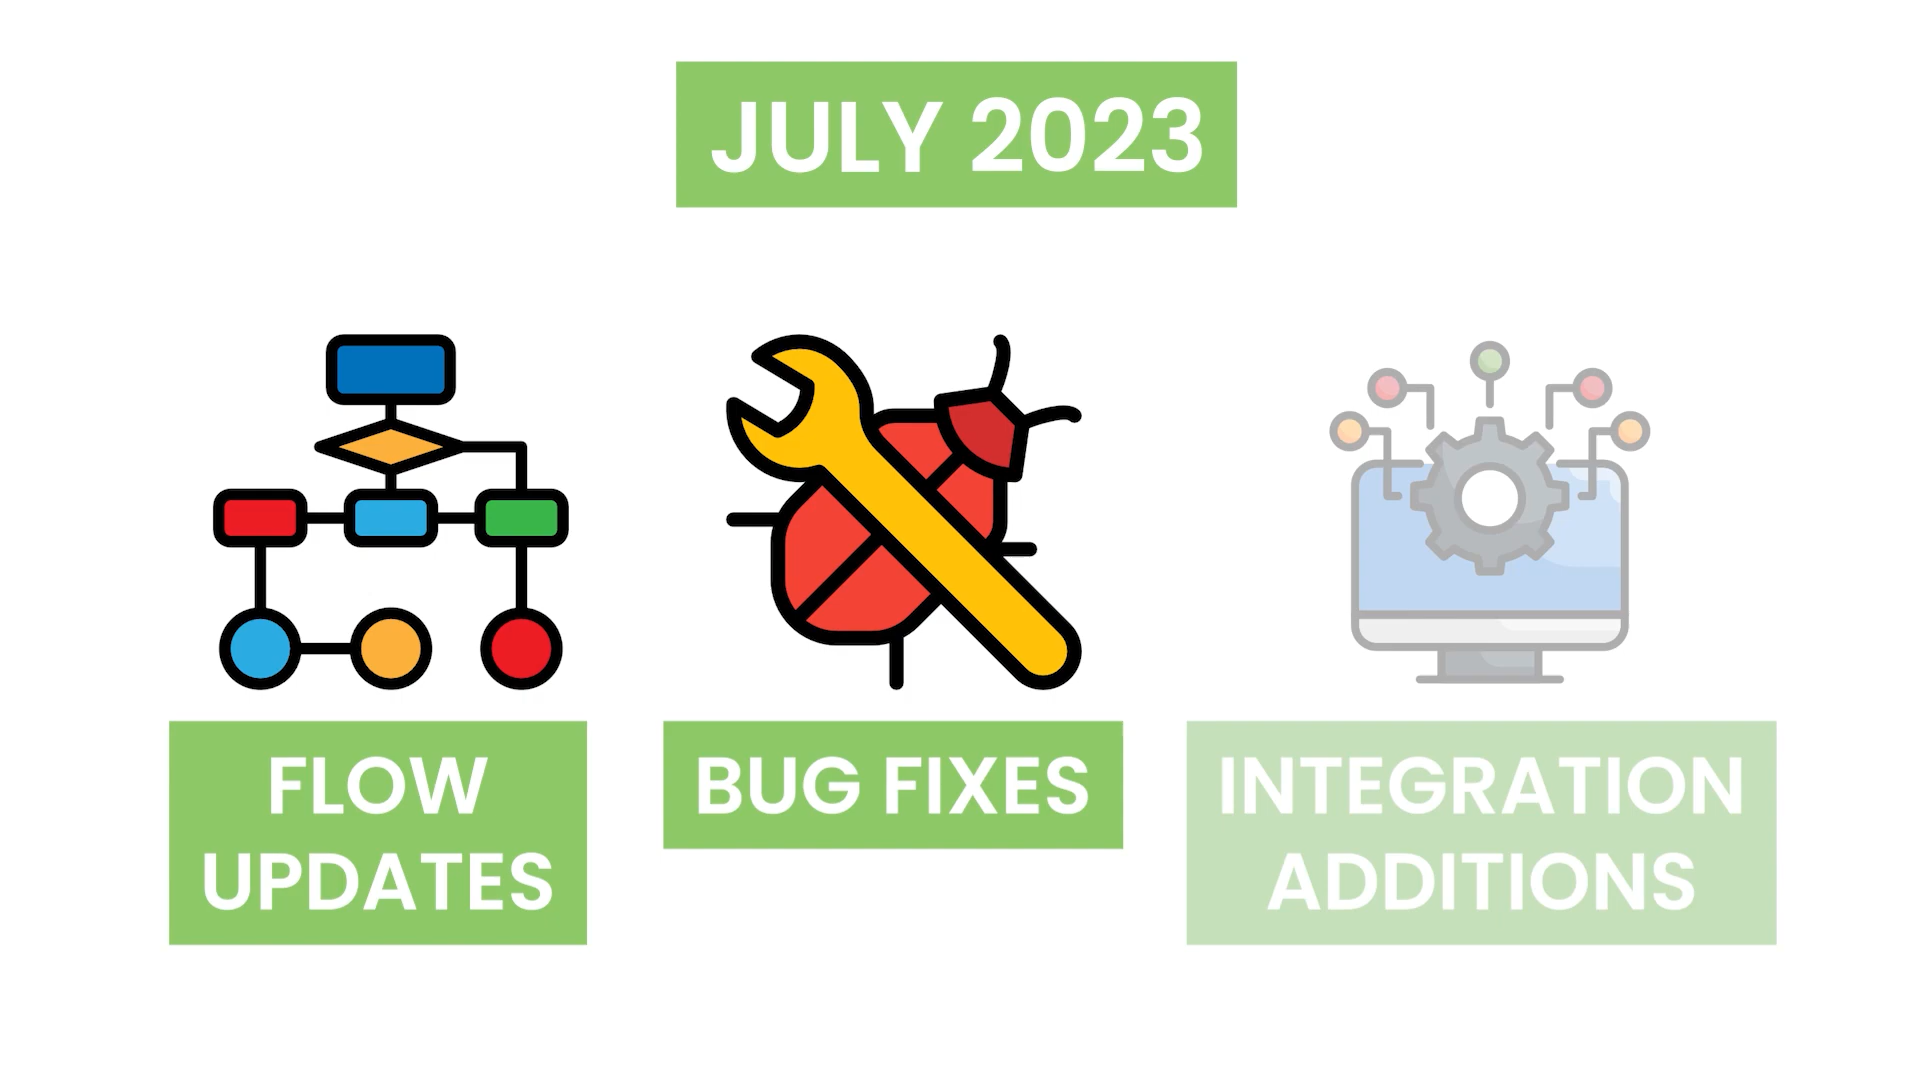 JULY 2023
FLOW
UPDATES
BUG FIXES
INTEGRATION
ADDITIONS